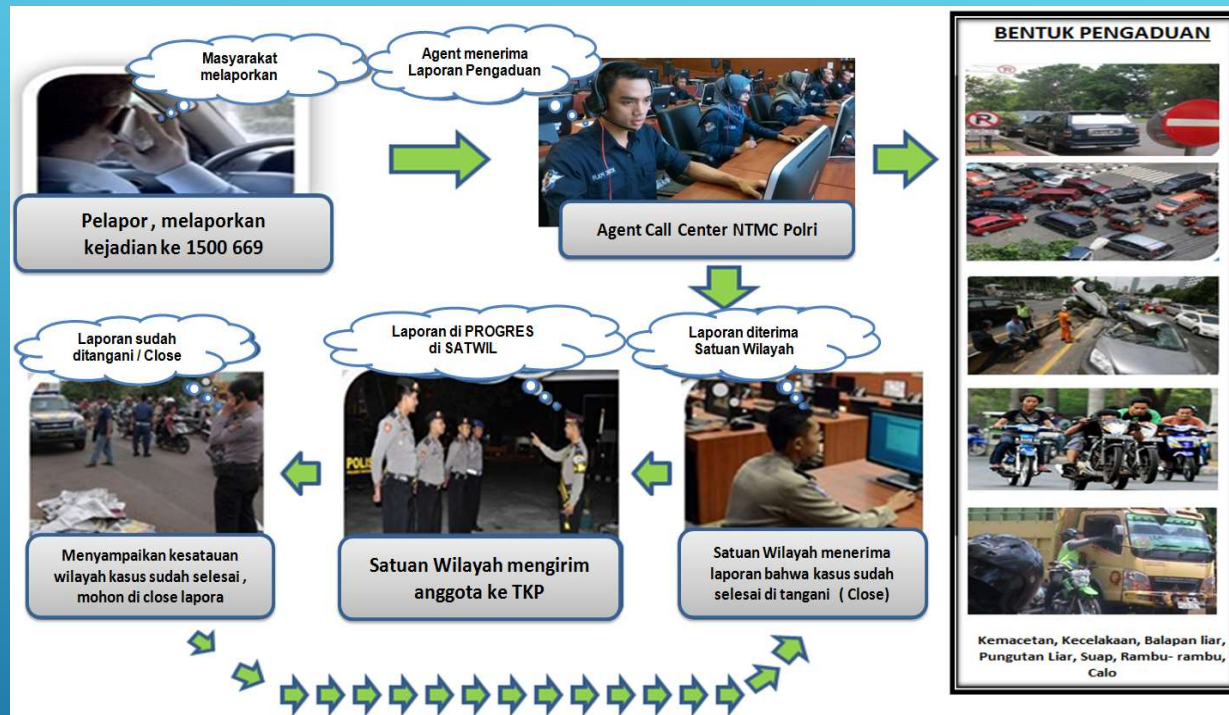 Masyarakat
melaporkan
Agent menerima
Laporan Pengaduan
Pelapor , melaporkan
kejadian ke 1500 669
Agent Call Center NTMC Polri
Laporan sudah
ditangani / Close
Laporan di PROGRES
di SATWIL
Laporan diterima
Satuan Wilayah
POLIS
Menyampaikan kesatauan
wilayah kasus sudah selesai ,
mohon di close lapora
Satuan Wilayah mengirim
anggota ke TKP
Satuan Wilayah menerima
laporan bahwa kasus sudah
selesai di tangani ( Close)
BENTUK PENGADUAN
Kemacetan, Kecelakaan, Balapan liar,
Pungutan Liar, Suap, Rambu- rambu,
Calo